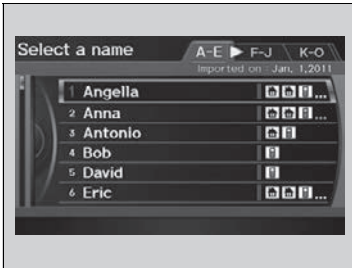 Select a name
A-E F-J K-O
Imported on : Jan, 1,2011
1 Angella ...
2 Anna ...
3 Antonio
4 Bob
5 David
6 Eric ...